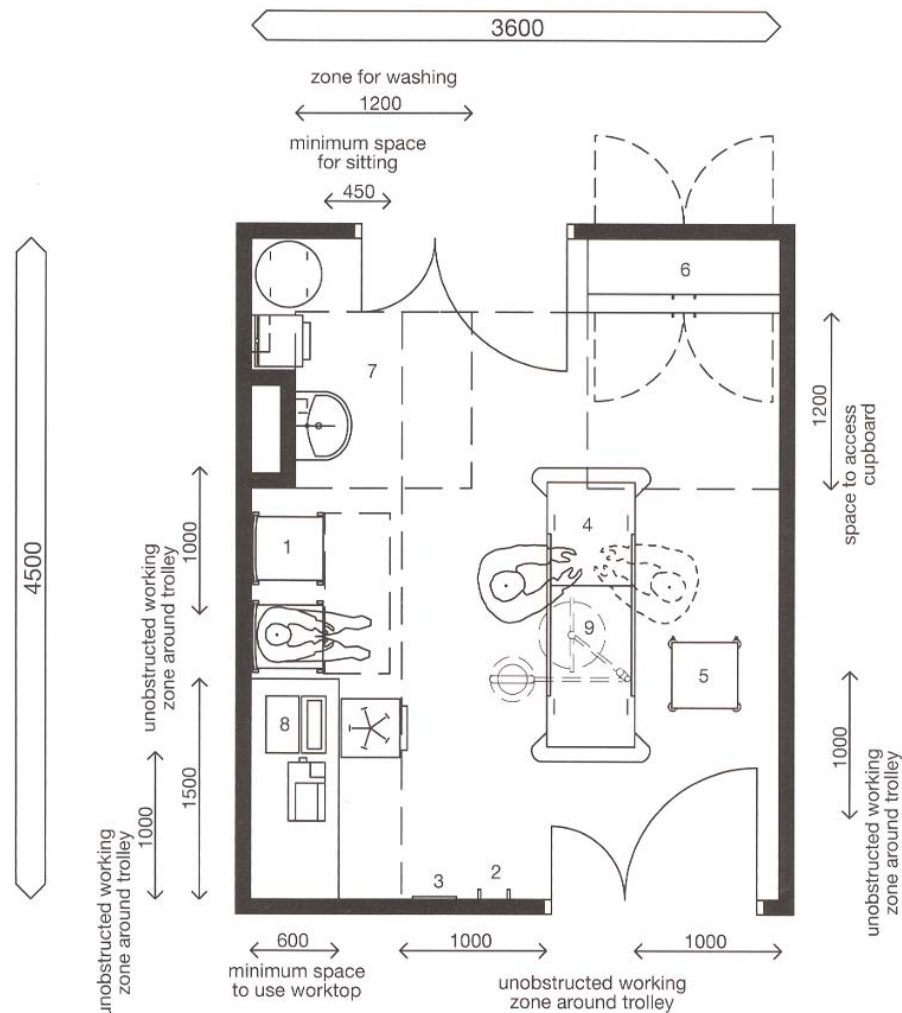 3600
zone for washing
1200
minimum space
for sitting
450
6
7
1200
space to access
cupboard
4500
1000
unobstructed working
zone around trolley
1
4
9
5
8
1500
1000
unobstructed working
zone around trolley
1000
unobstructed working
zone around trolley
3
2
600
minimum space
to use worktop
1000
1000
unobstructed working
zone around trolley